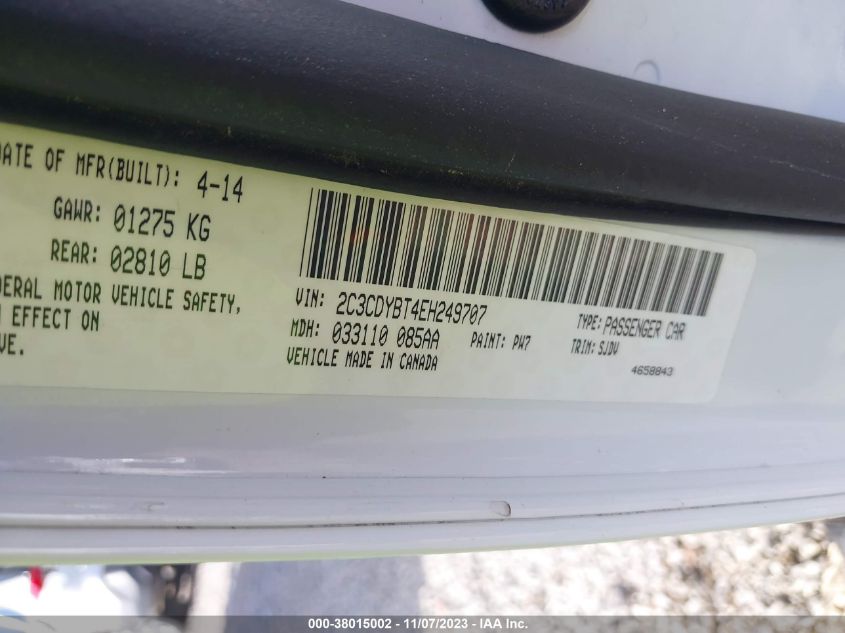 DATE OF MFR(BUILT): 4-14
GAWR: 01275 KG
REAR: 02810 LB
DERAL MOTOR VEHICLE SAFETY,
EFFECT ON
VE.
VIN: 2C3CDYBT4EH249707
MDH: 033110 085AA
PAINT: PW7
VEHICLE MADE IN CANADA
TYPE: PASSENGER CAR
TRIM: SJDV
4658843
000-38015002 - 11/07/2023 - IAA Inc.